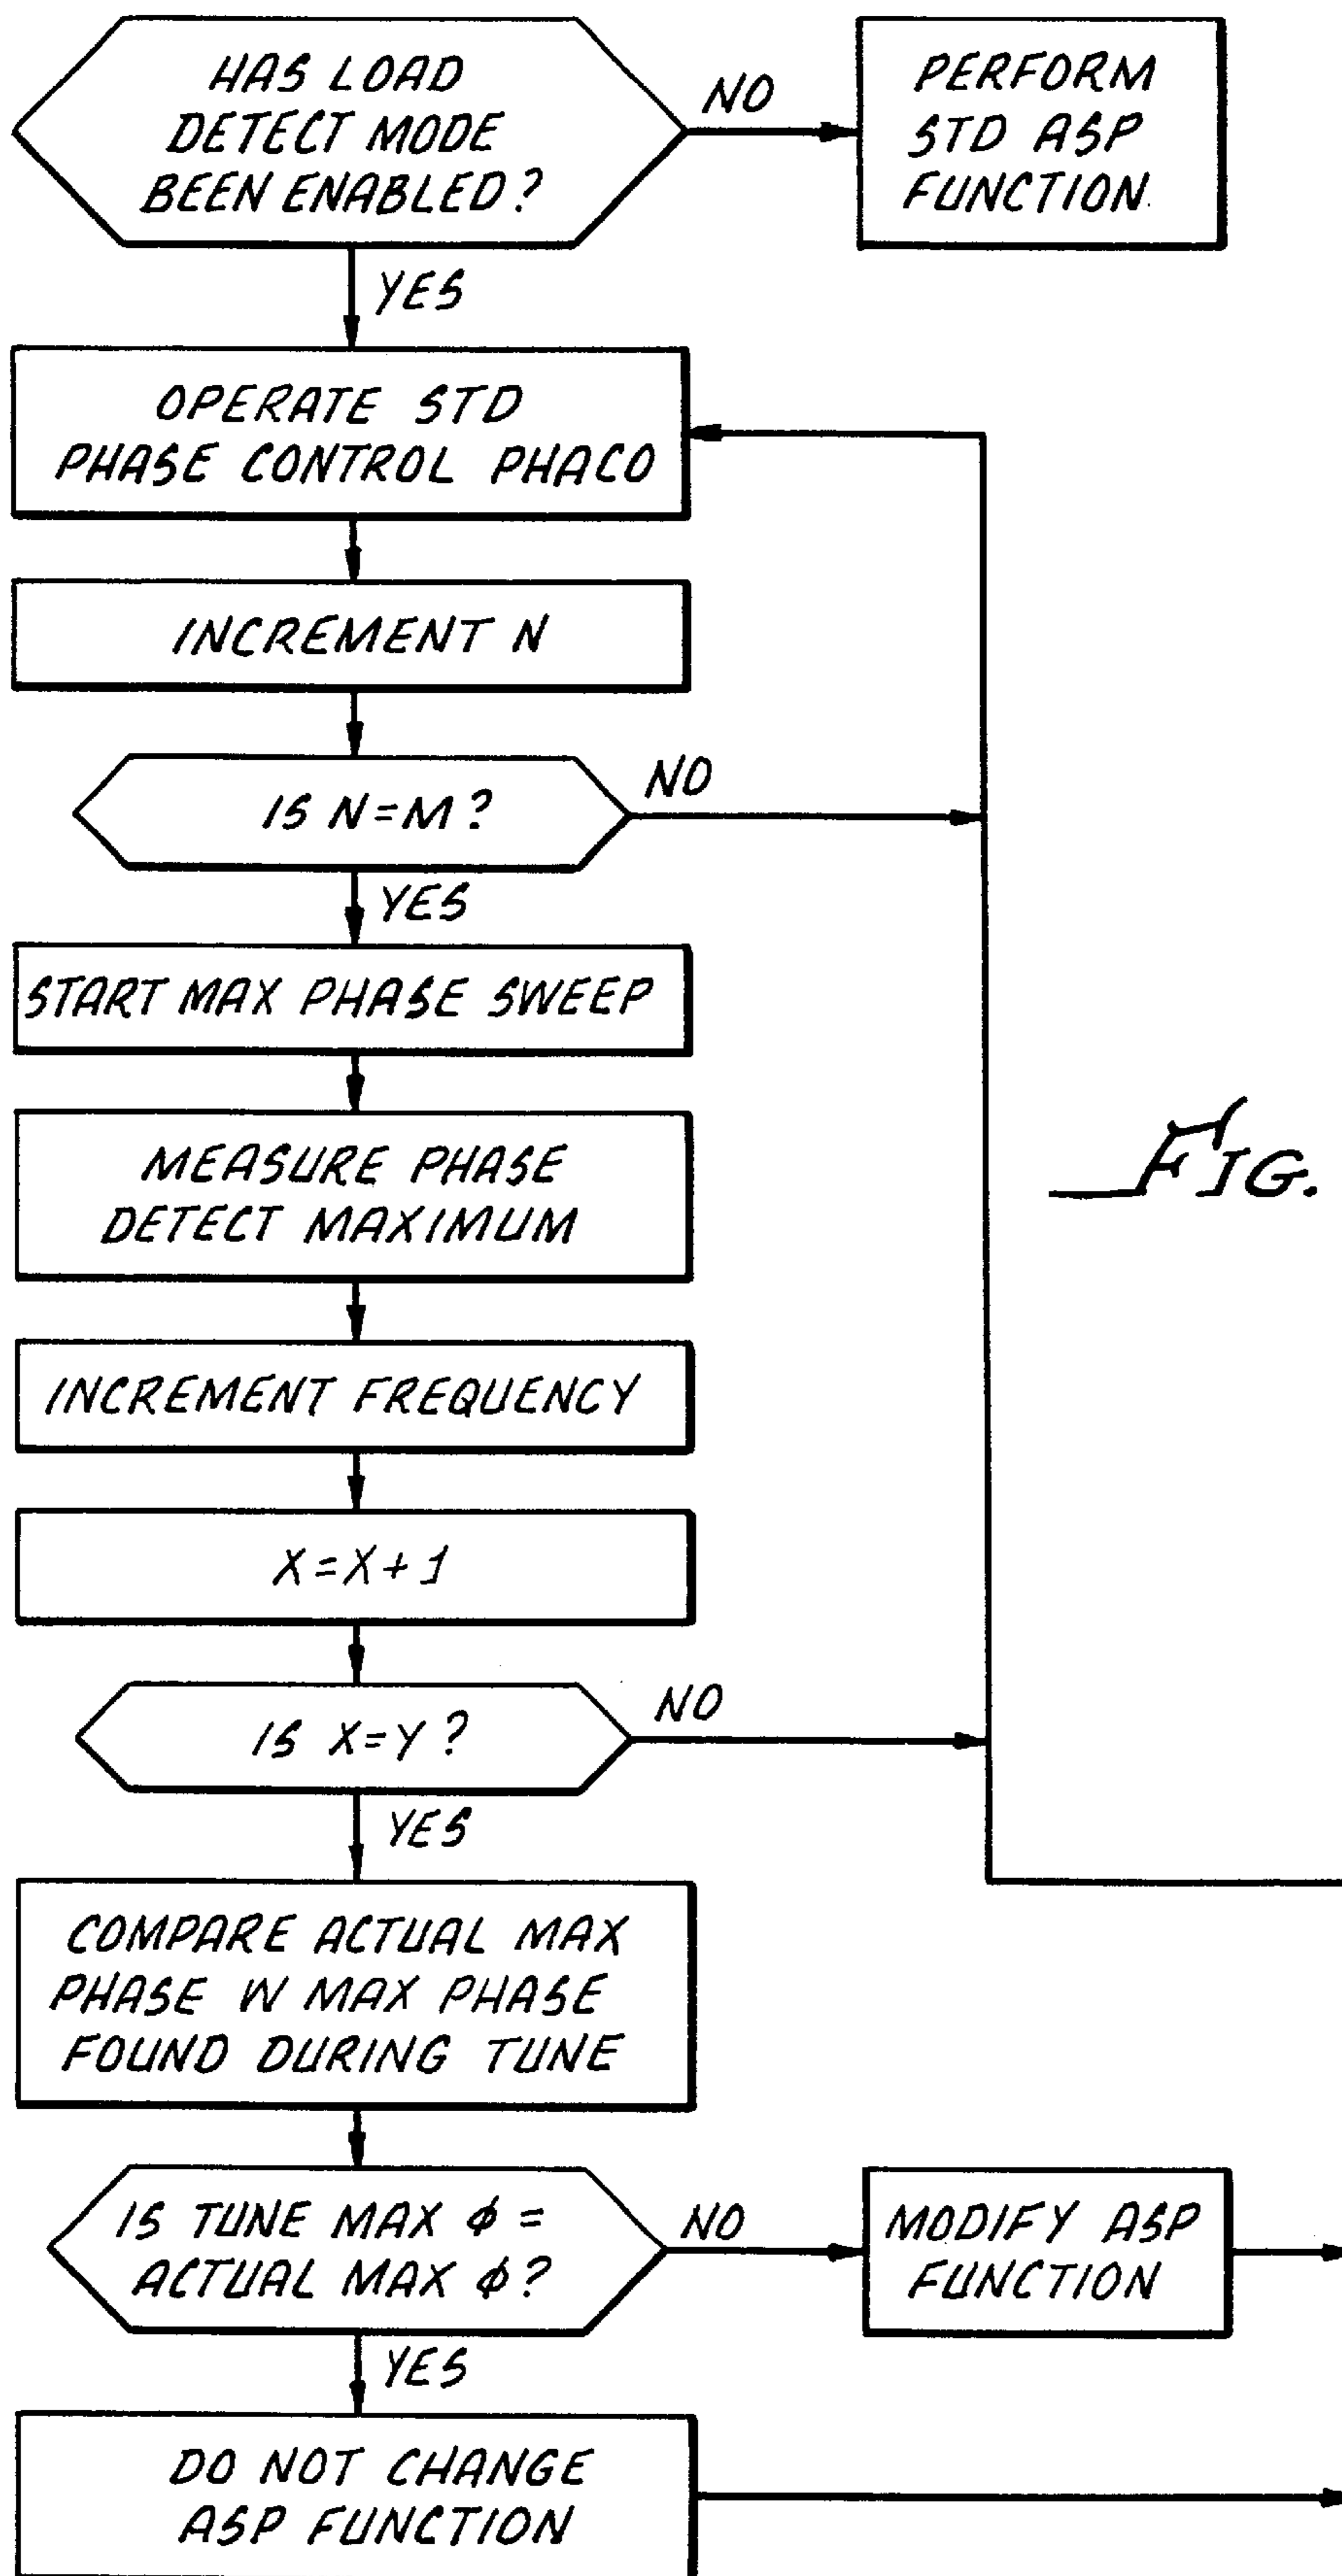 HAS LOAD
DETECT MODE
BEEN ENABLED?
NO
PERFORM
STD ASP
FUNCTION.
YES
OPERATE STD
PHASE CONTROL PHACO
INCREMENT N
IS N=M?
NO
YES
START MAX PHASE SWEEP
MEASURE PHASE
DETECT MAXIMUM
FIG.
INCREMENT FREQUENCY
X=X+1
IS X=Y?
NO
YES
COMPARE ACTUAL MAX
PHASE W MAX PHASE
FOUND DURING TUNE
IS TUNE MAX ϕ =
ACTUAL MAX ϕ?
NO
MODIFY ASP
FUNCTION
YES
DO NOT CHANGE
ASP FUNCTION